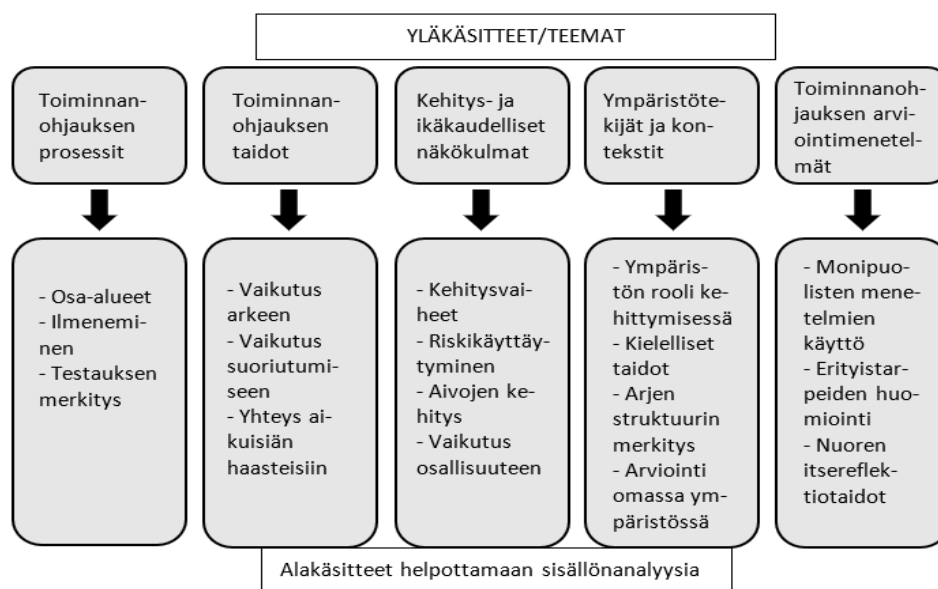 YLÄKÄSITTEET/TEEMAT
Toiminnan-
ohjauksen
prosessit
Toiminnan-
ohjauksen
taidot
Kehitys- ja
ikäkaudelliset
näkökulmat
Ympäristöte-
kijät ja kon-
tekstit
Toiminnanoh-
jauksen arvi-
ointimenetel-
mät
- Osa-alueet
- Ilmenemi-
nen
- Testauksen
merkitys
- Vaikutus
arkeen
- Vaikutus
suoriutumi-
seen
- Yhteys ai-
kuisiän
haasteisiin
- Kehitysvai-
heet
- Riskikäyttäy-
tyminen
- Aivojen ke-
hitys
- Vaikutus
osallisuuteen
- Ympäris-
tön rooli ke-
hittymisessä
- Kielelliset
taidot
- Arjen
struktuurin
merkitys
- Arviointi
omassa ym-
päristössä
- Monipuo-
listen mene-
telmien
käyttö
- Erityistar-
peiden huo-
miointi
- Nuoren
itsereflek-
tiotaidot
Alakäsitteet helpottamaan sisällönanalyysia